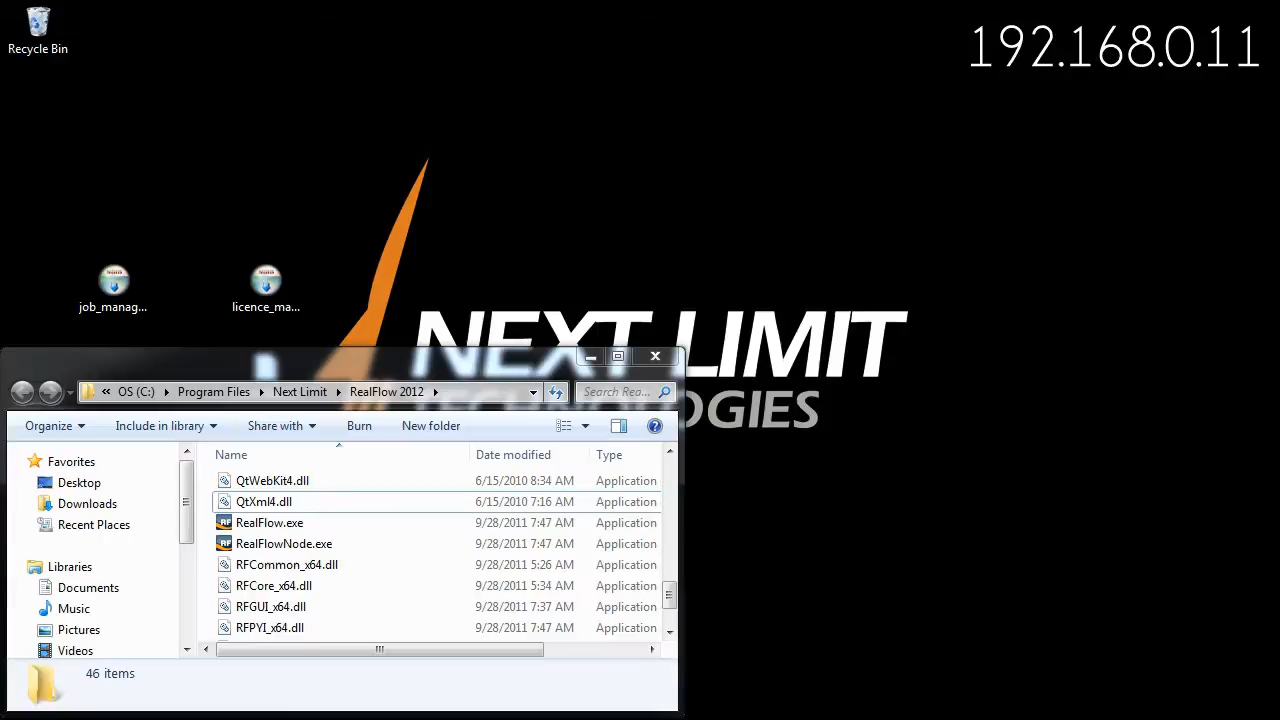 Recycle Bin
192.168.0.11
job_manag...
licence_ma...
NEXT LIMIT
TECHNOLOGIES
« OS (C:) Program Files Next Limit RealFlow 2012
Search Rea...
Organize Include in library Share with Burn New folder
Name Date modified Type
Favorites
Desktop
Downloads
Recent Places
Libraries
Documents
Music
Pictures
Videos
QtWebKit4.dll 6/15/2010 8:34 AM Application
QtXml4.dll 6/15/2010 7:16 AM Application
RealFlow.exe 9/28/2011 7:47 AM Application
RealFlowNode.exe 9/28/2011 7:47 AM Application
RFCommon_x64.dll 9/28/2011 5:26 AM Application
RFCore_x64.dll 9/28/2011 5:34 AM Application
RFGUI_x64.dll 9/28/2011 7:37 AM Application
RFPYI_x64.dll 9/28/2011 7:47 AM Application
46 items